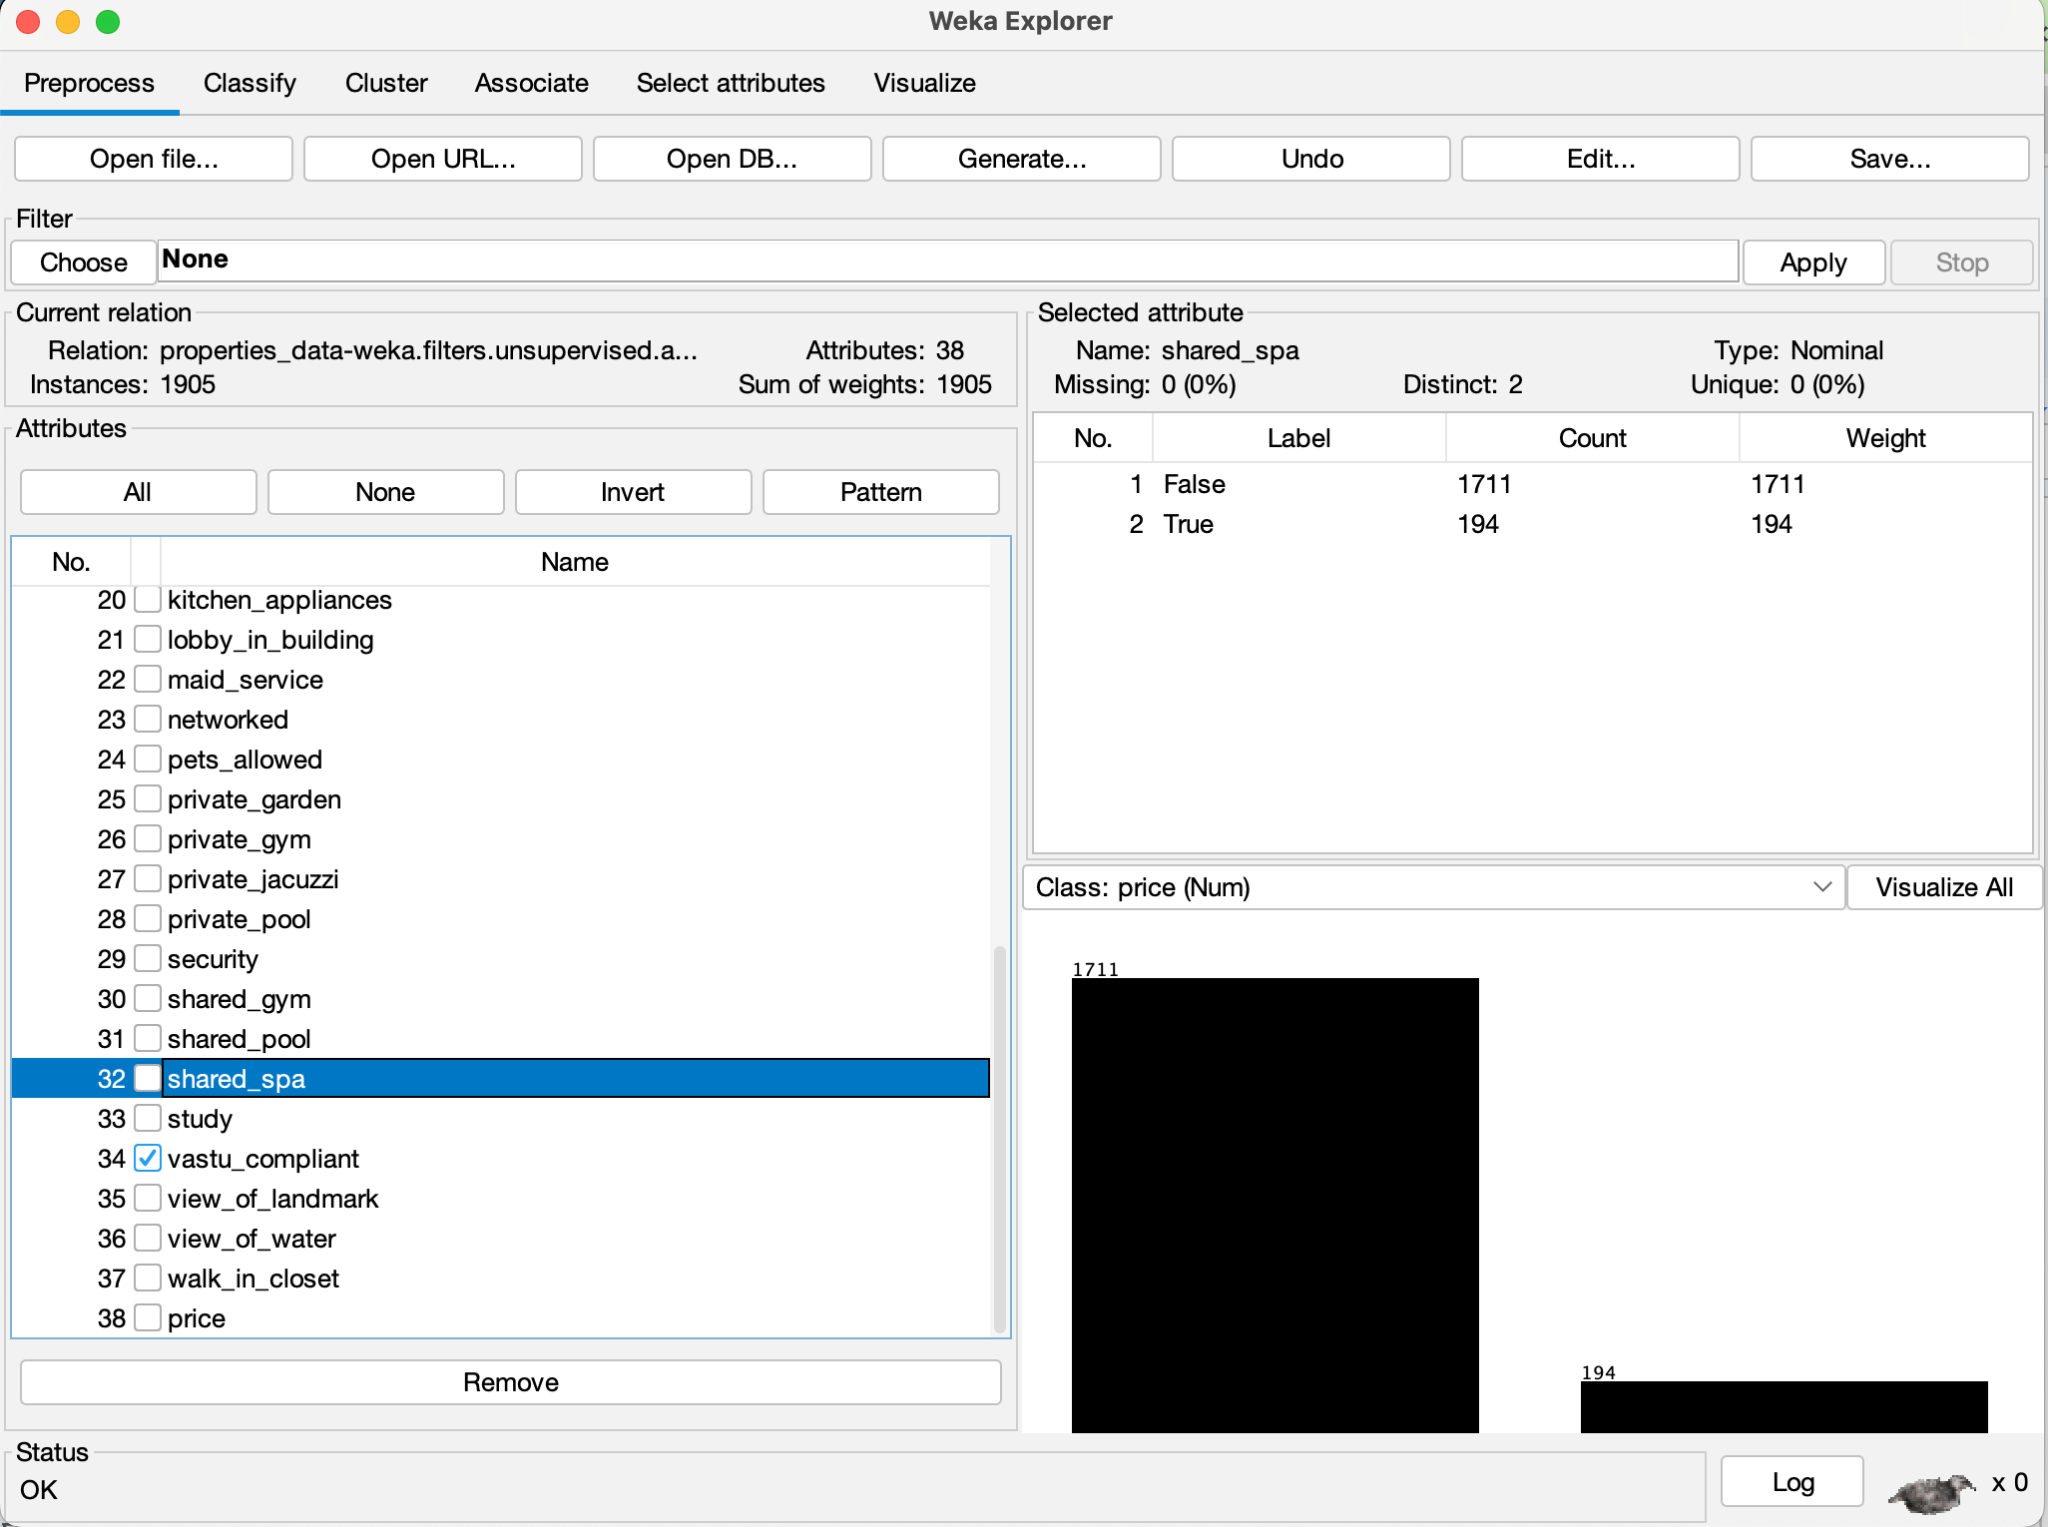 Weka Explorer
Preprocess Classify Cluster Associate Select attributes Visualize
Open file... Open URL... Open DB... Generate... Undo Edit... Save...
Filter
Choose None Apply Stop
Current relation
Relation: properties_data-weka.filters.unsupervised.a... Attributes: 38
Instances: 1905 Sum of weights: 1905
Attributes
All None Invert Pattern
No. Name
20 kitchen_appliances
21 lobby_in_building
22 maid_service
23 networked
24 pets_allowed
25 private_garden
26 private_gym
27 private_jacuzzi
28 private_pool
29 security
30 shared_gym
31 shared_pool
32 shared_spa
33 study
34 vastu_compliant
35 view_of_landmark
36 view_of_water
37 walk_in_closet
38 price
Remove
Selected attribute
Name: shared_spa Type: Nominal
Missing: 0 (0%) Distinct: 2 Unique: 0 (0%)
No. Label Count Weight
1 False 1711 1711
2 True 194 194
Class: price (Num) Visualize All
1711
194
Status
OK
Log x 0